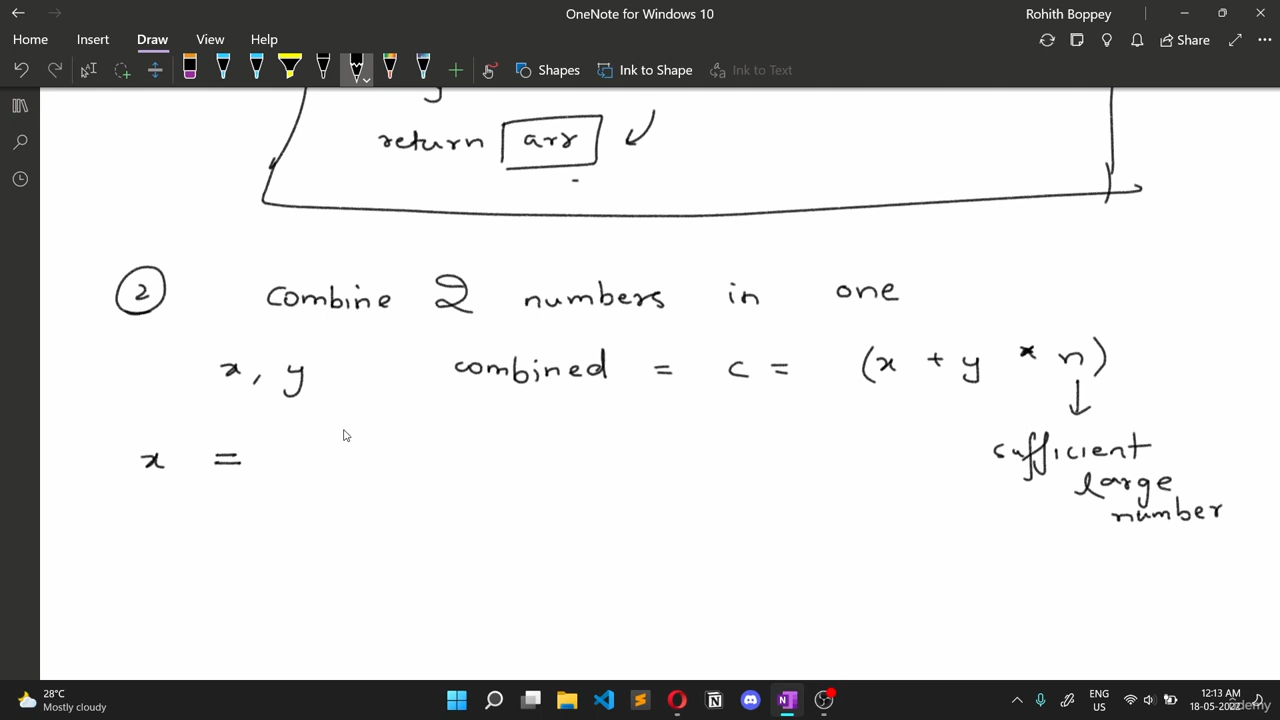 OneNote for Windows 10
Rohith Boppey
Home Insert Draw View Help
Share
Shapes Ink to Shape Ink to Text
return arr
2 combine 2 numbers in one
x, y combined = c = (x + y * n)
↓
x =
sufficient
large
number
28°C
Mostly cloudy
ENG
US
12:13 AM
18-05-2022
udemy